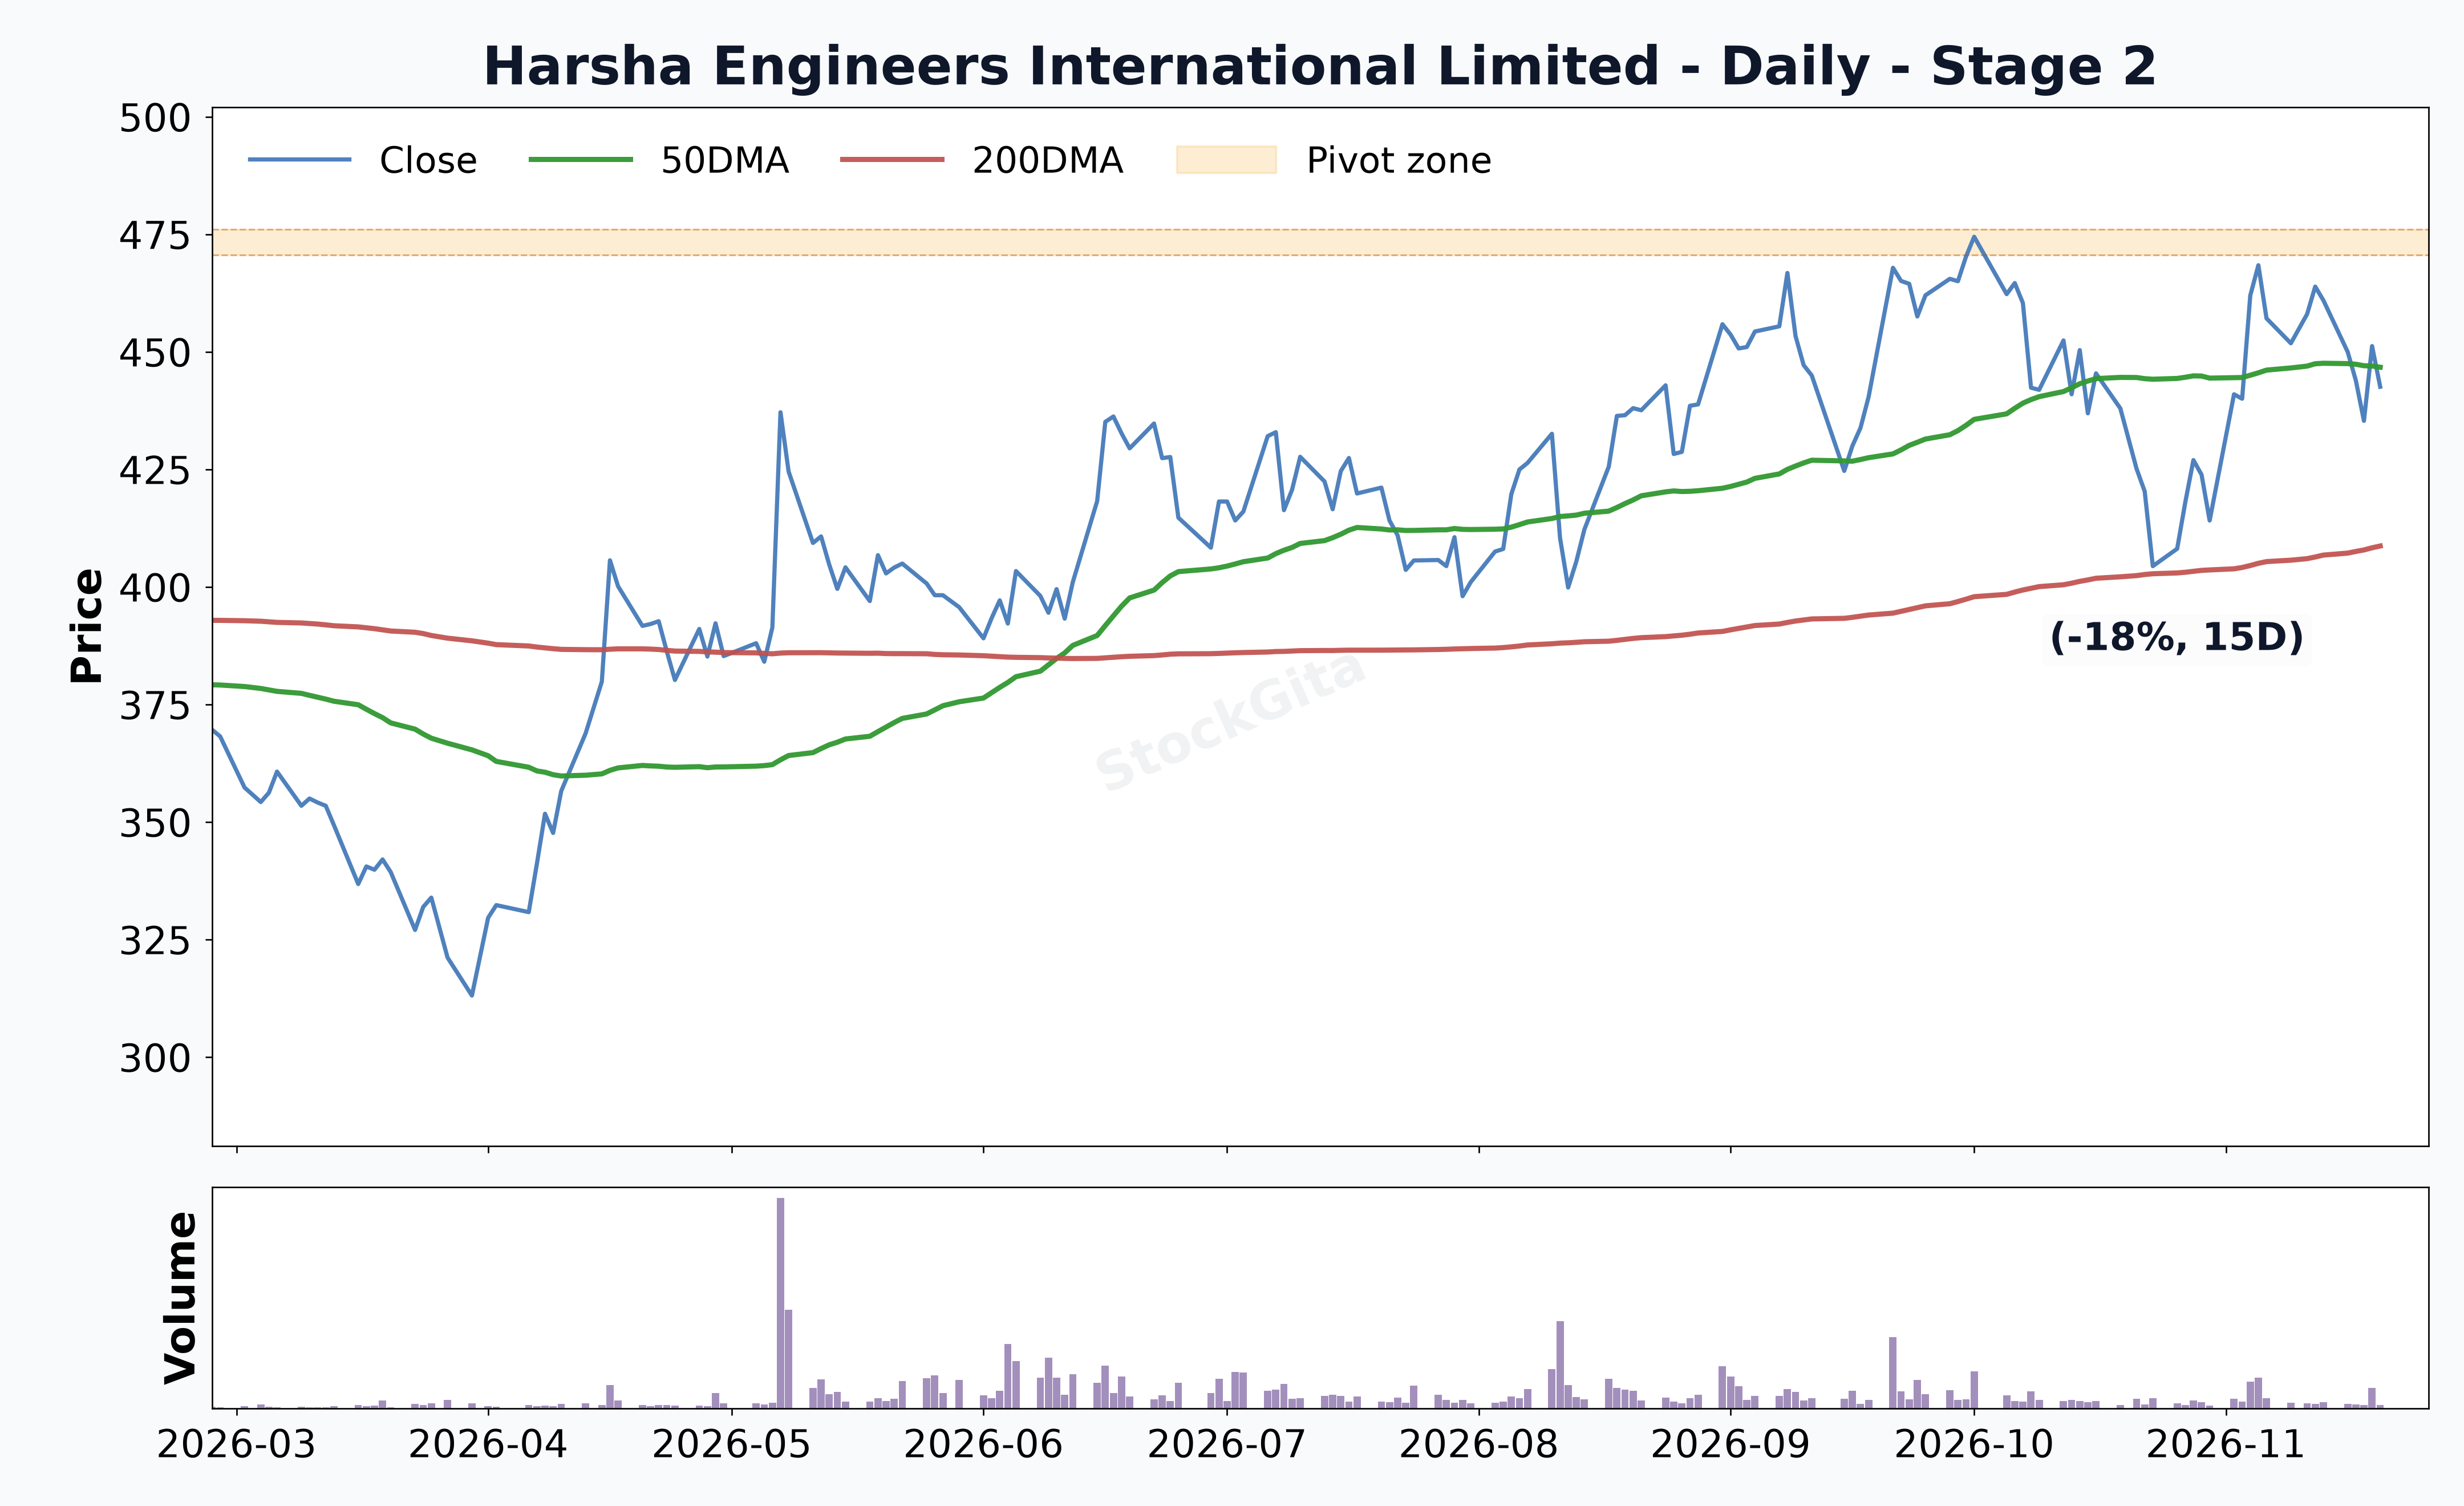 Harsha Engineers International Limited - Daily - Stage 2
Close 50DMA 200DMA Pivot zone
500
475
450
425
400
375
350
325
300
Price
(-18%, 15D)
StockGita
Volume
2026-03 2026-04 2026-05 2026-06 2026-07 2026-08 2026-09 2026-10 2026-11